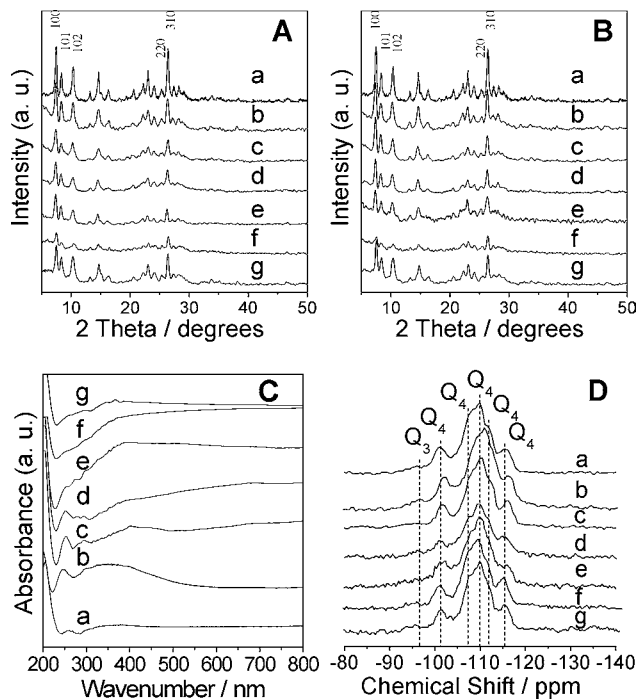 100
101
102
220
310
A
a
b
c
d
e
f
g
Intensity (a. u.)
10 20 30 40 50
2 Theta / degrees
100
101
102
220
310
B
a
b
c
d
e
f
g
Intensity (a. u.)
10 20 30 40 50
2 Theta / degrees
C
g
f
e
d
c
b
a
Absorbance (a. u.)
200 300 400 500 600 700 800
Wavenumber / nm
D
Q3 Q4 Q4 Q4 Q4 Q4
a
b
c
d
e
f
g
-80 -90 -100 -110 -120 -130 -140
Chemical Shift / ppm